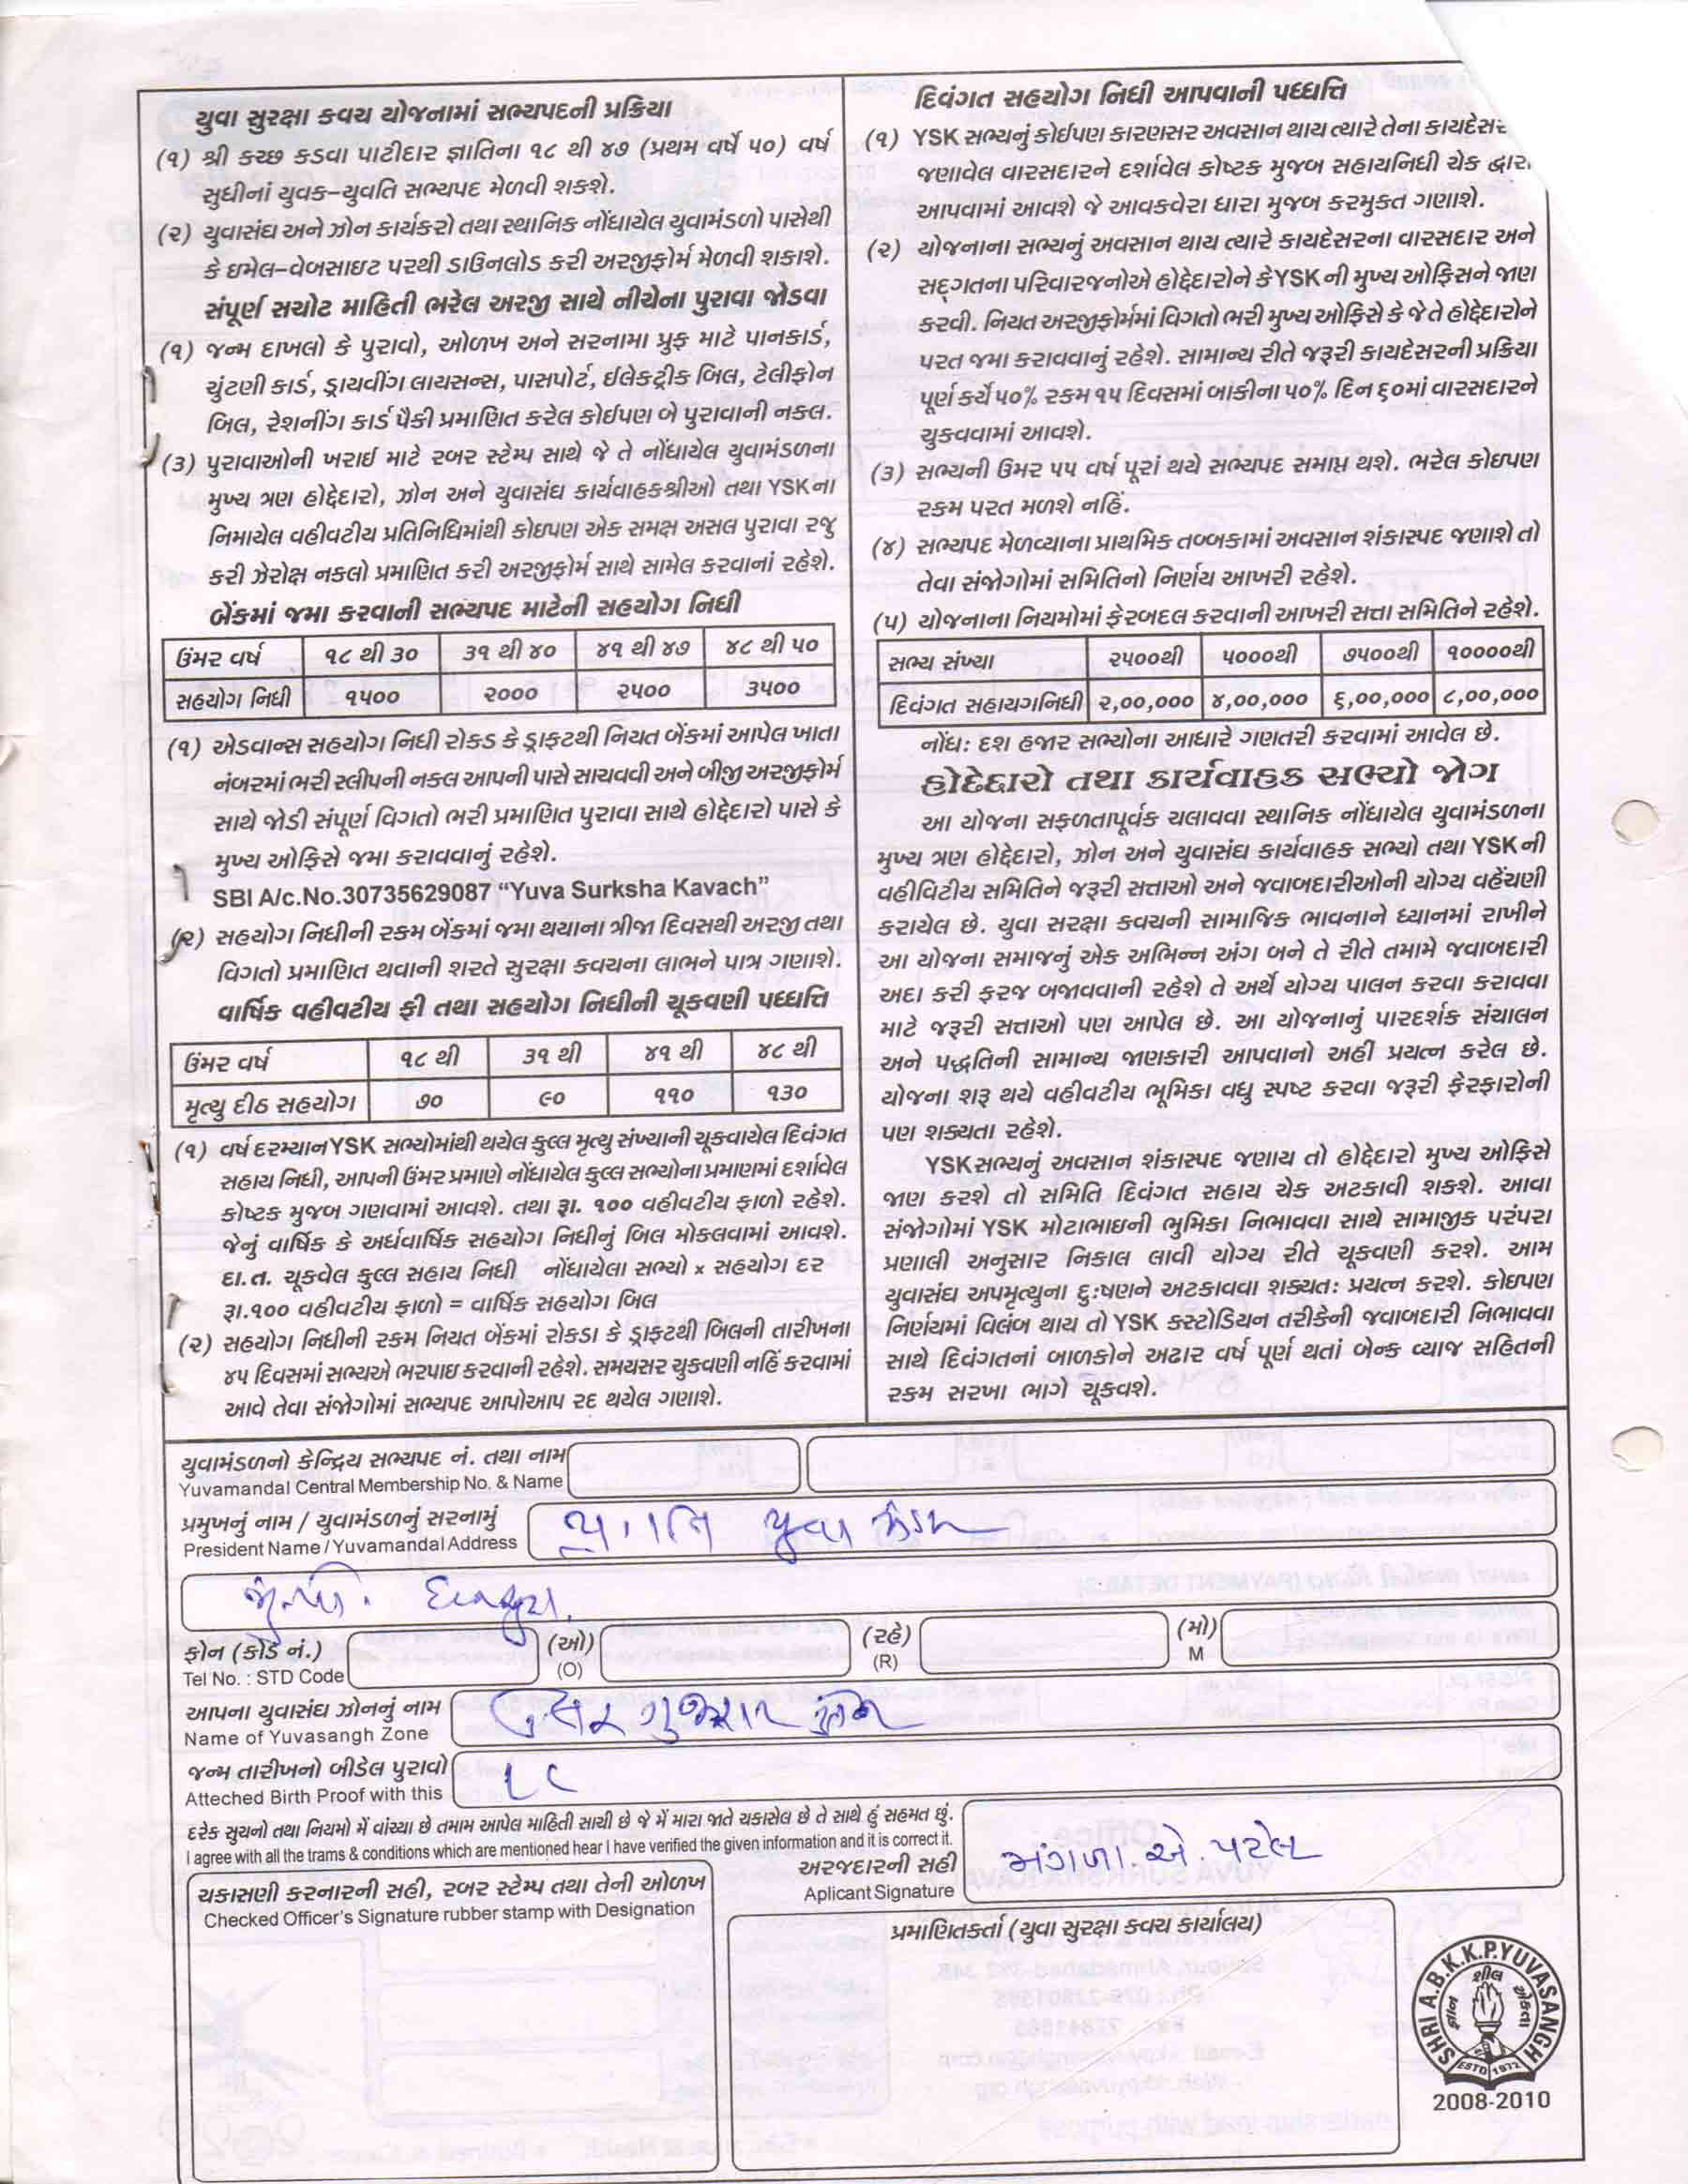 યુવા સુરક્ષા કવચ યોજનામાં સભ્યપદની પ્રક્રિયા
(૧) શ્રી કચ્છ કડવા પાટીદાર જ્ઞાતિના ૧૮ થી ૪૭ (પ્રથમ વર્ષે ૫૦) વર્ષ
સુધીનાં યુવક–યુવતિ સભ્યપદ મેળવી શકશે.
(૨) યુવાસંઘ અને ઝોન કાર્યકરો તથા સ્થાનિક નોંધાયેલ યુવામંડળો પાસેથી
કે ઇમેલ–વેબસાઇટ પરથી ડાઉનલોડ કરી અરજીફોર્મ મેળવી શકાશે.
સંપૂર્ણ સચોટ માહિતી ભરેલ અરજી સાથે નીચેના પુરાવા જોડવા
(૧) જન્મ દાખલો કે પુરાવો, ઓળખ અને સરનામા પ્રુફ માટે પાનકાર્ડ,
ચુંટણી કાર્ડ, ડ્રાયવીંગ લાયસન્સ, પાસપોર્ટ, ઈલેક્ટ્રીક બિલ, ટેલીફોન
બિલ, રેશનીંગ કાર્ડ પૈકી પ્રમાણિત કરેલ કોઈપણ બે પુરાવાની નકલ.
(૩) પુરાવાઓની ખરાઈ માટે રબર સ્ટેમ્પ સાથે જે તે નોંધાયેલ યુવામંડળના
મુખ્ય ત્રણ હોદ્દેદારો, ઝોન અને યુવાસંઘ કાર્યવાહકશ્રીઓ તથા YSKના
નિમાયેલ વહીવટીય પ્રતિનિધિમાંથી કોઇપણ એક સમક્ષ અસલ પુરાવા રજુ
કરી ઝેરોક્ષ નકલો પ્રમાણિત કરી અરજીફોર્મ સાથે સામેલ કરવાનાં રહેશે.
બેંકમાં જમા કરવાની સભ્યપદ માટેની સહયોગ નિધી
ઉંમર વર્ષ ૧૮ થી ૩૦ ૩૧ થી ૪૦ ૪૧ થી ૪૭ ૪૮ થી ૫૦
સહયોગ નિધી ૧૫૦૦ ૨૦૦૦ ૨૫૦૦ ૩૫૦૦
(૧) એડવાન્સ સહયોગ નિધી રોકડ કે ડ્રાફ્ટથી નિયત બેંકમાં આપેલ ખાતા
નંબરમાં ભરી સ્લીપની નકલ આપની પાસે સાચવવી અને બીજી અરજીફોર્મ
સાથે જોડી સંપૂર્ણ વિગતો ભરી પ્રમાણિત પુરાવા સાથે હોદ્દેદારો પાસે કે
મુખ્ય ઓફિસે જમા કરાવવાનું રહેશે.
SBI A/c.No.30735629087 “Yuva Surksha Kavach”
(૨) સહયોગ નિધીની રકમ બેંકમાં જમા થયાના ત્રીજા દિવસથી અરજી તથા
વિગતો પ્રમાણિત થવાની શરતે સુરક્ષા કવચના લાભને પાત્ર ગણાશે.
વાર્ષિક વહીવટીય ફી તથા સહયોગ નિધીની ચૂકવણી પધ્ધત્તિ
ઉંમર વર્ષ ૧૮ થી ૩૧ થી ૪૧ થી ૪૮ થી
મૃત્યુ દીઠ સહયોગ ૭૦ ૯૦ ૧૧૦ ૧૩૦
(૧) વર્ષ દરમ્યાન YSK સભ્યોમાંથી થયેલ કુલ્લ મૃત્યુ સંખ્યાની ચૂકવાયેલ દિવંગત
સહાય નિધી, આપની ઉંમર પ્રમાણે નોંધાયેલ કુલ્લ સભ્યોના પ્રમાણમાં દર્શાવેલ
કોષ્ટક મુજબ ગણવામાં આવશે. તથા રૂા. ૧૦૦ વહીવટીય ફાળો રહેશે.
જેનું વાર્ષિક કે અર્ધવાર્ષિક સહયોગ નિધીનું બિલ મોકલવામાં આવશે.
દા.ત. ચૂકવેલ કુલ્લ સહાય નિધી નોંધાયેલા સભ્યો x સહયોગ દર
રૂા.૧૦૦ વહીવટીય ફાળો = વાર્ષિક સહયોગ બિલ
(૨) સહયોગ નિધીની રકમ નિયત બેંકમાં રોકડા કે ડ્રાફ્ટથી બિલની તારીખના
૪૫ દિવસમાં સભ્યએ ભરપાઇ કરવાની રહેશે. સમયસર ચુકવણી નહિં કરવામાં
આવે તેવા સંજોગોમાં સભ્યપદ આપોઆપ રદ થયેલ ગણાશે.
દિવંગત સહયોગ નિધી આપવાની પધ્ધત્તિ
(૧) YSK સભ્યનું કોઈપણ કારણસર અવસાન થાય ત્યારે તેના
જણાવેલ વારસદારને દર્શાવેલ કોષ્ટક મુજબ સહાયનિધી ચેક
આપવામાં આવશે જે આવકવેરા ધારા મુજબ કરમુકત ગણાશે.
(૨) યોજનાના સભ્યનું અવસાન થાય ત્યારે કાયદેસરના વારસદાર અને
સદ્‌ગતના પરિવારજનોએ હોદ્દેદારોને કે YSK ની મુખ્ય ઓફિસને જાણ
કરવી. નિયત અરજીફોર્મમાં વિગતો ભરી મુખ્ય ઓફિસે કે જે તે હોદ્દેદારોને
પરત જમા કરાવવાનું રહેશે. સામાન્ય રીતે જરૂરી કાયદેસરની પ્રક્રિયા
પૂર્ણ કર્યે ૫૦% રકમ ૧૫ દિવસમાં બાંકીના ૫૦% દિન ૬૦માં વારસદારને
ચુકવવામાં આવશે.
(૩) સભ્યની ઉમર ૫૫ વર્ષ પૂરાં થયે સભ્યપદ સમાપ્ત થશે. ભરેલ કોઇપણ
રકમ પરત મળશે નહિં.
(૪) સભ્યપદ મેળવ્યાના પ્રાથમિક તબ્બકામાં અવસાન શંકાસ્પદ જણાશે તો
તેવા સંજોગોમાં સમિતિનો નિર્ણય આખરી રહેશે.
(૫) યોજનાના નિયમોમાં ફેરબદલ કરવાની આખરી સત્તા સમિતિને રહેશે.
સભ્ય સંખ્યા ૨૫૦૦થી ૫૦૦૦થી ૭૫૦૦થી ૧૦૦૦૦થી
દિવંગત સહાયગનિધી ૨,૦૦,૦૦૦ ૪,૦૦,૦૦૦ ૬,૦૦,૦૦૦ ૮,૦૦,૦૦૦
નોંધ: દશ હજાર સભ્યોના આધારે ગણતરી કરવામાં આવેલ છે.
હોદ્દેદારો તથા કાર્યવાહક સભ્યો જોગ
આ યોજના સફળતાપૂર્વક ચલાવવા સ્થાનિક નોંધાયેલ યુવામંડળના
મુખ્ય ત્રણ હોદ્દેદારો, ઝોન અને યુવાસંઘ કાર્યવાહક સભ્યો તથા YSK ની
વહીવિટીય સમિતિને જરૂરી સત્તાઓ અને જવાબદારીઓની યોગ્ય વહેંચણી
કરાયેલ છે. યુવા સરક્ષા કવચની સામાજિક ભાવનાને ધ્યાનમાં રાખીને
આ યોજના સમાજનું એક અભિન્ન અંગ બને તે રીતે તમામે જવાબદારી
અદા કરી ફરજ બજાવવાની રહેશે તે અર્થે યોગ્ય પાલન કરવા કરાવવા
માટે જરૂરી સત્તાઓ પણ આપેલ છે. આ યોજનાનું પારદર્શક સંચાલન
અને પદ્ધતિની સામાન્ય જાણકારી આપવાનો અહીં પ્રયત્ન કરેલ છે.
યોજના શરૂ થયે વહીવટીય ભૂમિકા વધુ સ્પષ્ટ કરવા જરૂરી ફેરફારોની
પણ શક્યતા રહેશે.
YSK સભ્યનું અવસાન શંકાસ્પદ જણાય તો હોદ્દેદારો મુખ્ય ઓફિસે
જાણ કરશે તો સમિતિ દિવંગત સહાય ચેક અટકાવી શકશે. આવા
સંજોગોમાં YSK મોટાભાઇની ભુમિકા નિભાવવા સાથે સામાજીક પરંપરા
પ્રણાલી અનુસાર નિકાલ લાવી યોગ્ય રીતે ચૂકવણી કરશે. આમ
યુવાસંઘ અપમૃત્યુના દુ:ષણને અટકાવવા શક્યત: પ્રયત્ન કરશે. કોઇપણ
નિર્ણયમાં વિલંબ થાય તો YSK કસ્ટોડિયન તરીકેની જવાબદારી નિભાવવા
સાથે દિવંગતનાં બાળકોને અઢાર વર્ષ પૂર્ણ થતાં બેન્ક વ્યાજ સહિતની
રકમ સરખા ભાગે ચૂકવશે.
યુવામંડળનો કેન્દ્રિય સભ્યપદ નં. તથા નામ
Yuvamandal Central Membership No. & Name
પ્રમુખનું નામ / યુવામંડળનું સરનામું
President Name / Yuvamandal Address
યુવા મંડળ
ફોન (કોડ નં.) (ઓ) (રહે) (મો)
Tel No. : STD Code (O) (R) M
આપના યુવાસંઘ ઝોનનું નામ
Name of Yuvasangh Zone
ઉત્તર ગુજરાત ઝોન
જન્મ તારીખનો બીડેલ પુરાવો
Atteched Birth Proof with this
LC
દરેક સુચનો તથા નિયમો મેં વાંચ્યા છે તમામ આપેલ માહિતી સાચી છે જે મેં મારા જાતે ચકાસેલ છે તે સાથે હું સહમત છું.
I agree with all the trams & conditions which are mentioned hear I have verified the given information and it is correct it.
અરજદારની સહી
Aplicant Signature
મંગળા. એ. પટેલ
ચકાસણી કરનારની સહી, રબર સ્ટેમ્પ તથા તેની ઓળખ
Checked Officer's Signature rubber stamp with Designation
પ્રમાણિતકર્તા (યુવા સુરક્ષા કવચ કાર્યાલય)
SHRI A.B.K.K.P.YUVASANGH
શીલ
એકતા
ESTD 1972
2008-2010